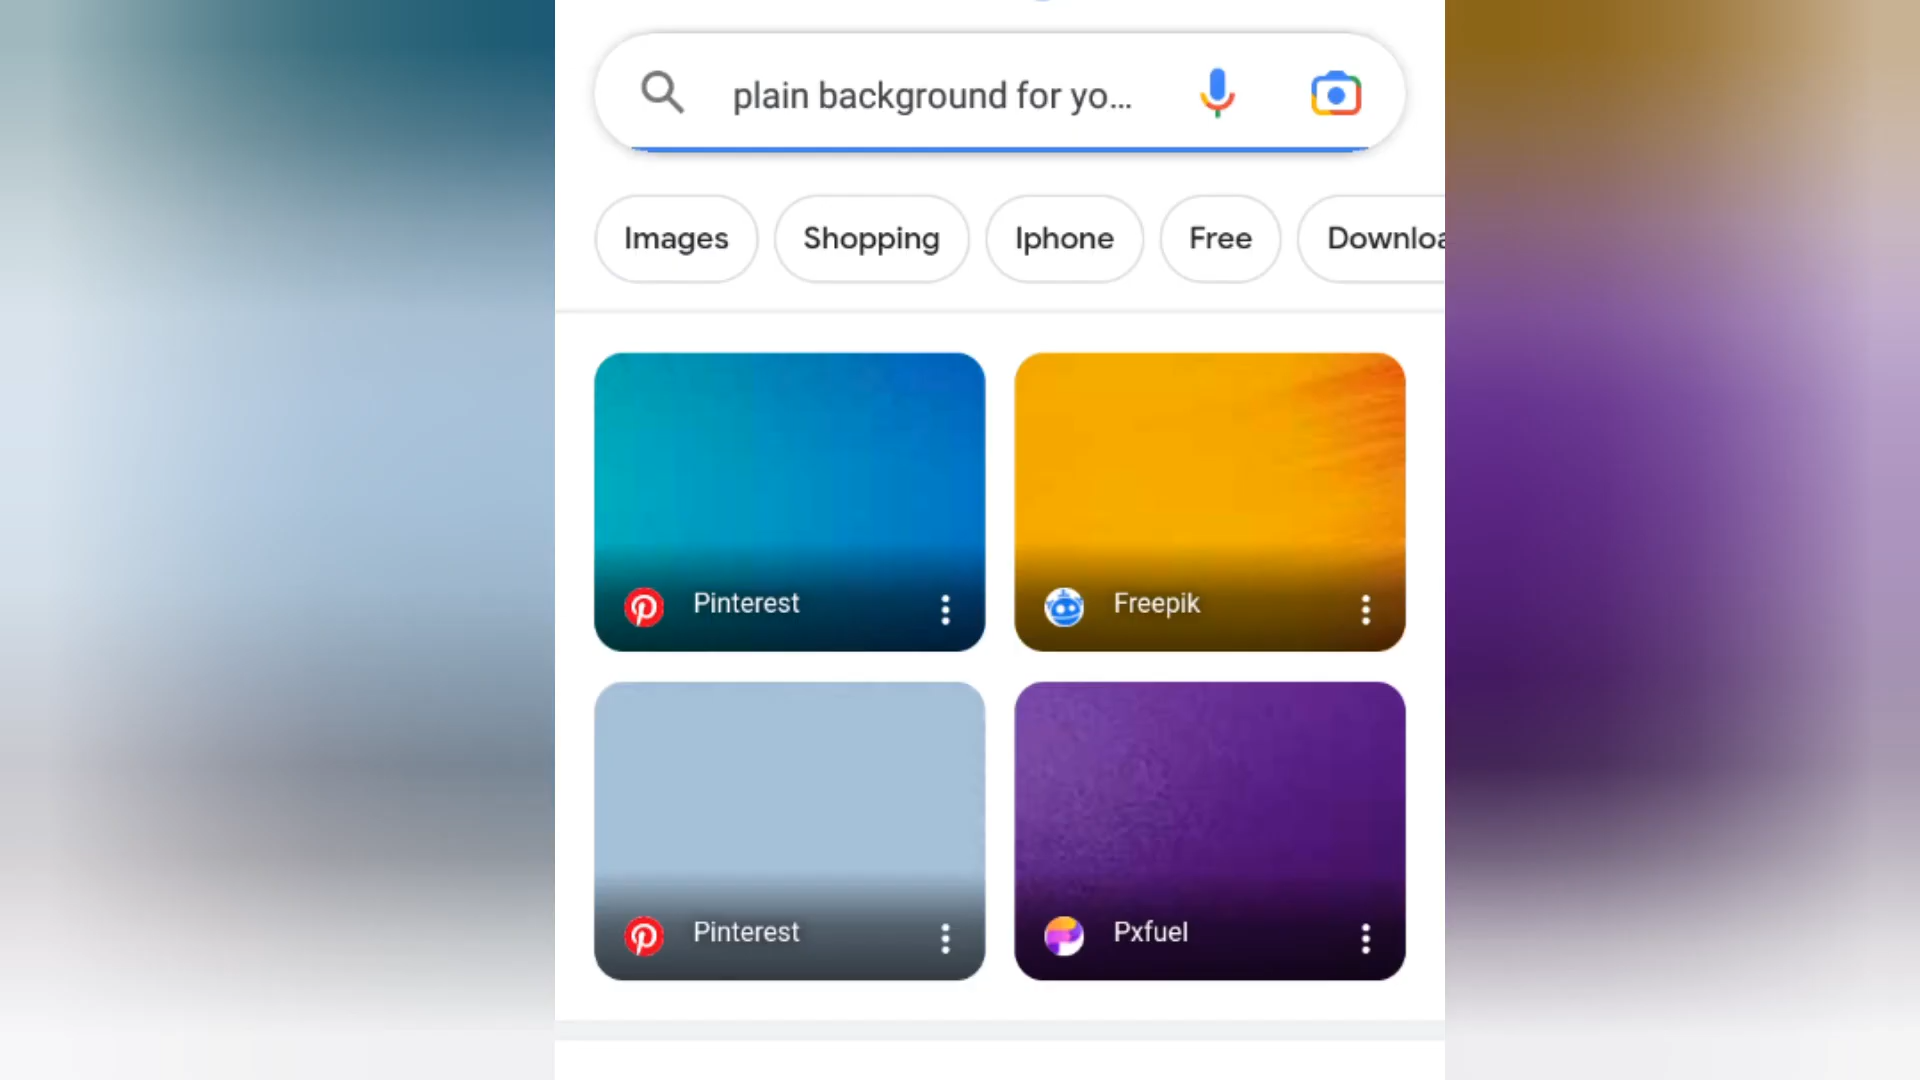 plain background for yo...
Images
Shopping
Iphone
Free
Downloa
Pinterest
Freepik
Pinterest
Pxfuel